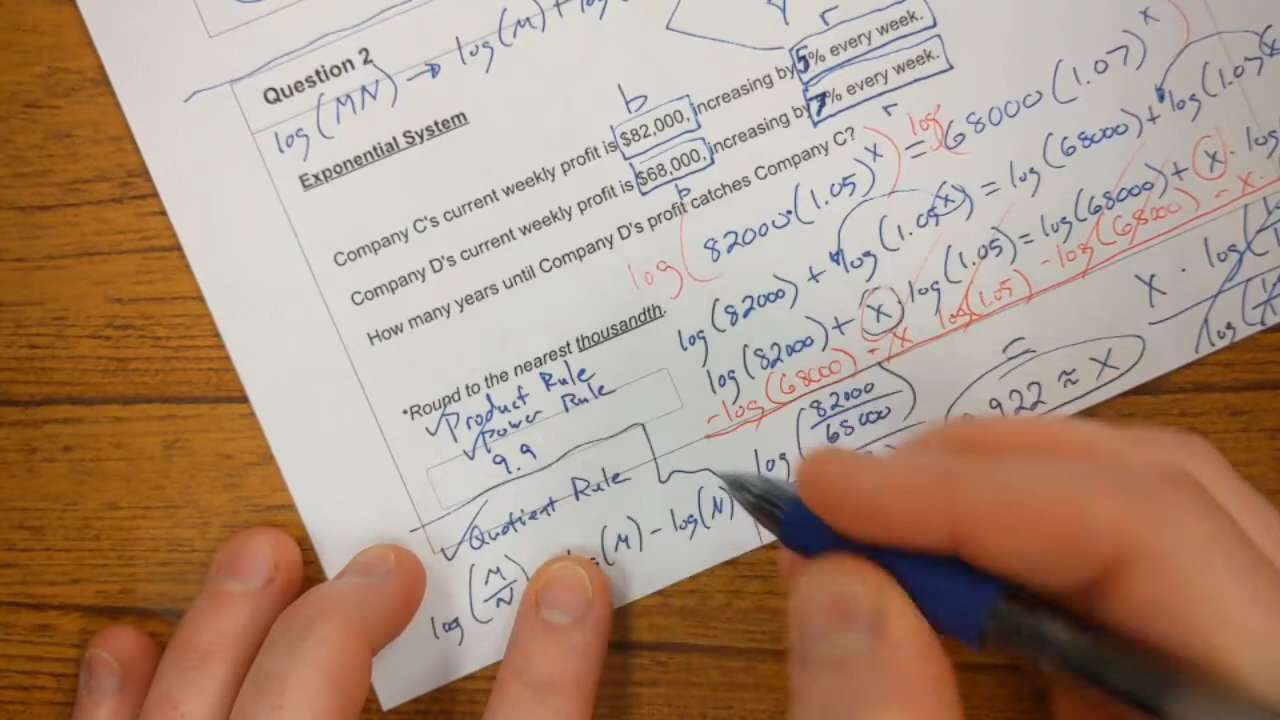 Question 2
log(MN) → log(M) + log
Exponential System
b
r
Company C's current weekly profit is $82,000, increasing by 5% every week.
Company D's current weekly profit is $68,000, increasing by 7% every week.
b
r
How many years until Company D's profit catches Company C?
*Round to the nearest thousandth.
✓Product Rule
✓Power Rule
9.9
✓Quotient Rule
log(M/N) (M) - log(N)
log(82000(1.05)^x) = log(68000(1.07)^x)
log(82000) + log(1.05^x) = log(68000) + log(1.07^x
log(82000) + x · log(1.05) = log(68000) + x · log
-log(68000) - x log(1.05) - log(68000) - x ·
log(82000/68000) =
x · log(
log(
922 ≈ x